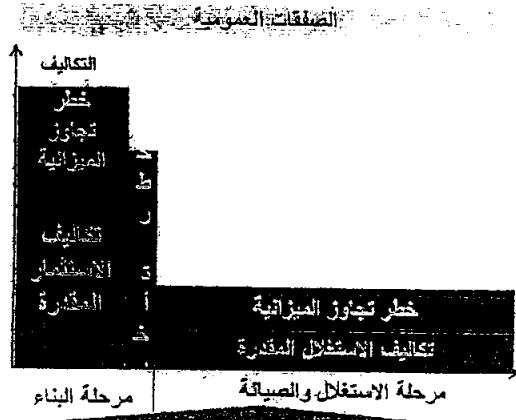 الصفقات العمومية
التكاليف
خطر
تجاوز
الميزانية
تكاليف
الاستثمار
المقدرة
خ
ط
ر
ت
أ
خ
خطر تجاوز الميزانية
تكاليف الاستغلال المقدرة
مرحلة البناء
مرحلة الاستغلال والصيانة